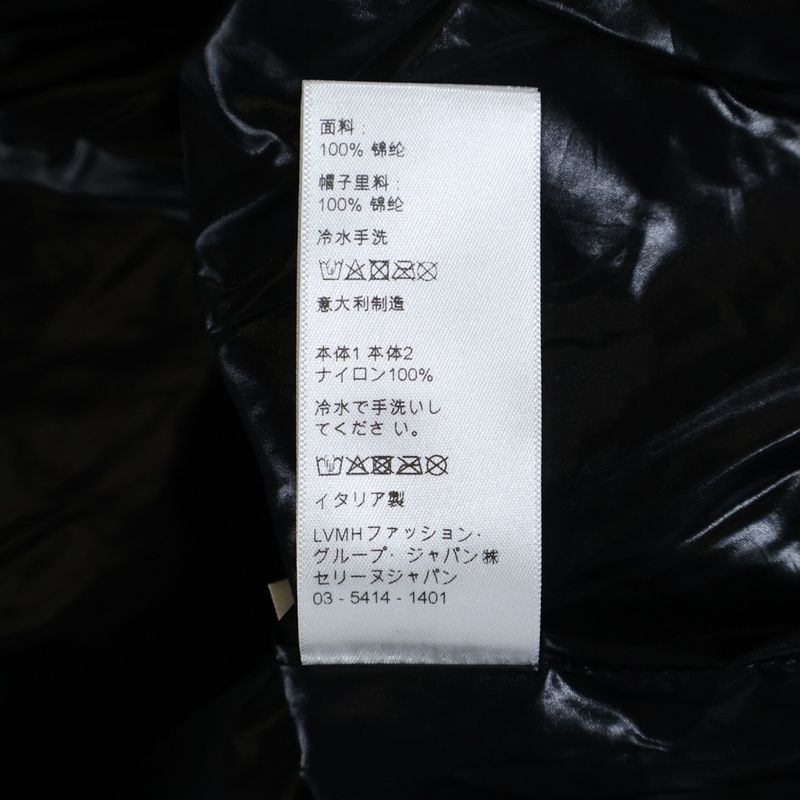 面料 :
100% 锦纶
帽子里料 :
100% 锦纶
冷水手洗
意大利制造
本体1 本体2
ナイロン100%
冷水で手洗いし
てくださ い。
イタリア製
LVMHファッション·
グループ· ジャパン㈱
セリーヌジャパン
03 - 5414 - 1401